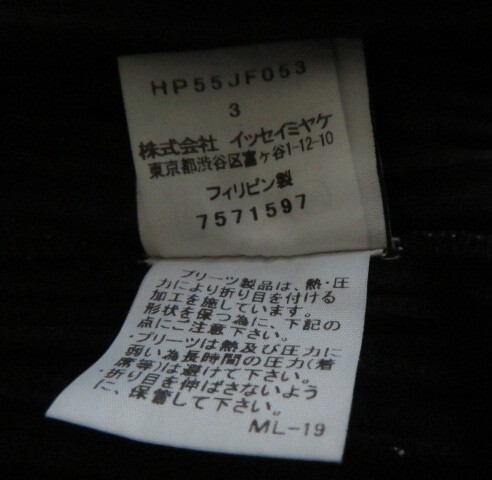 HP55JF053
3
株式会社 イッセイミヤケ
東京都渋谷区富ヶ谷1-12-10
フィリピン製
7571597
プリーツ製品は、熱・圧
力により折り目を付ける
加工を施しています。
形状を保つ為に、下記の
点にご注意下さい。
・プリーツは熱及び圧力に
弱い為長時間の圧力(着
席等)は避けて下さい。
・折り目を伸ばさないよう
に、保管して下さい。
ML-19